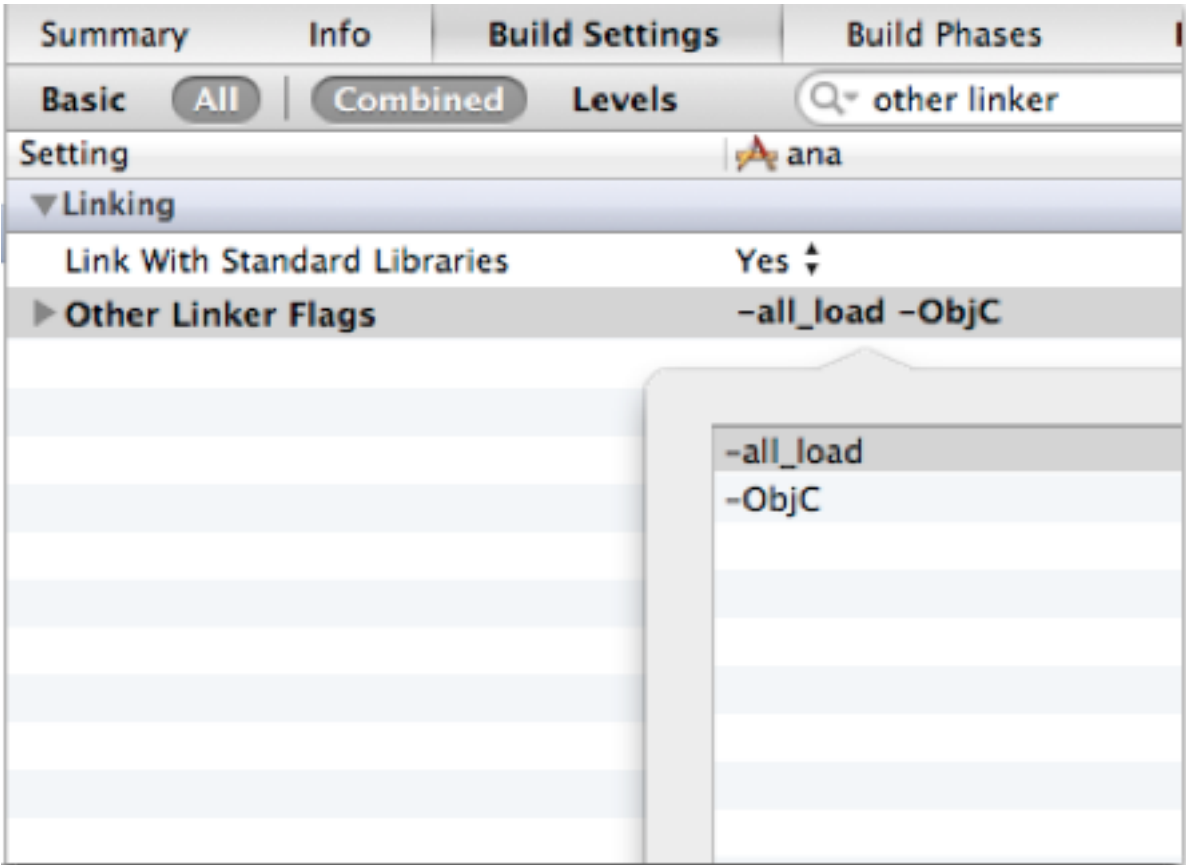 Summary Info Build Settings Build Phases
Basic All Combined Levels other linker
Setting ana
Linking
Link With Standard Libraries Yes
Other Linker Flags -all_load -ObjC
-all_load
-ObjC